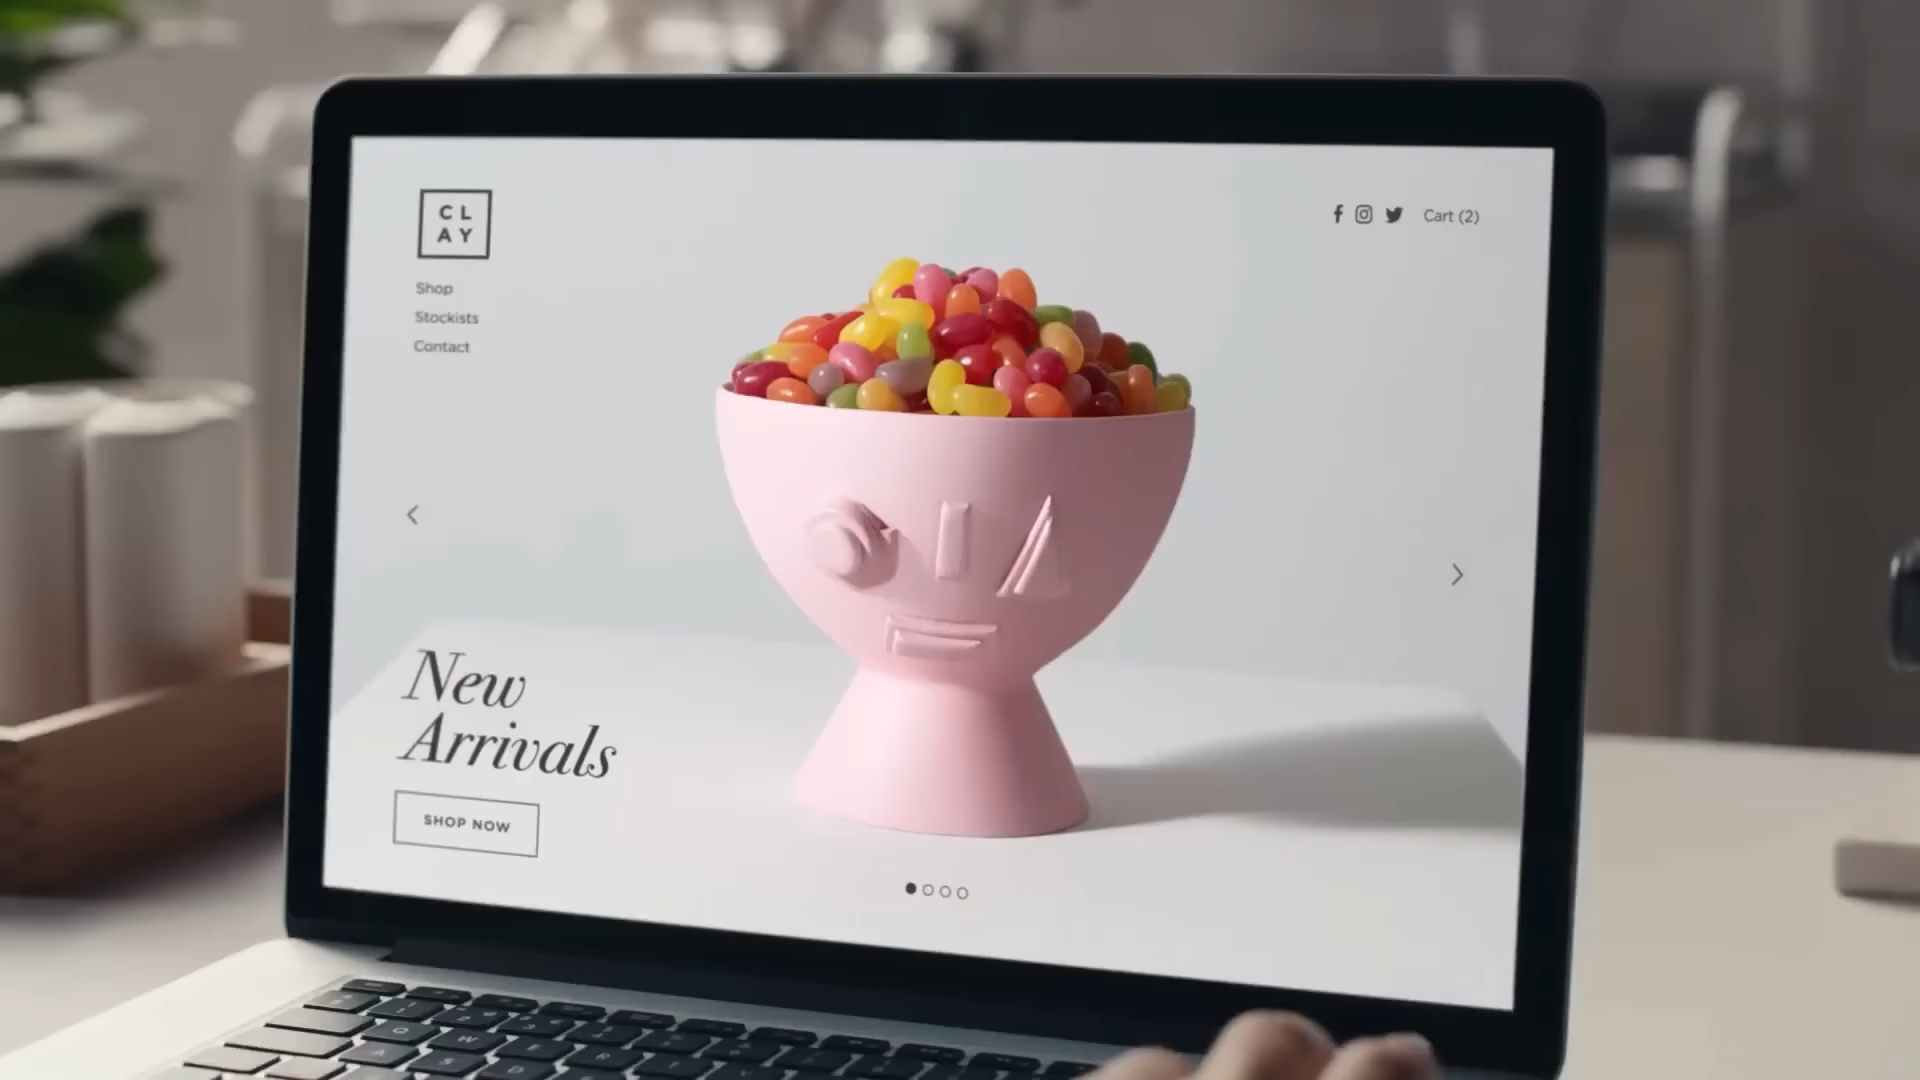 CL
AY
Shop
Stockists
Contact
Cart (2)
New
Arrivals
SHOP NOW